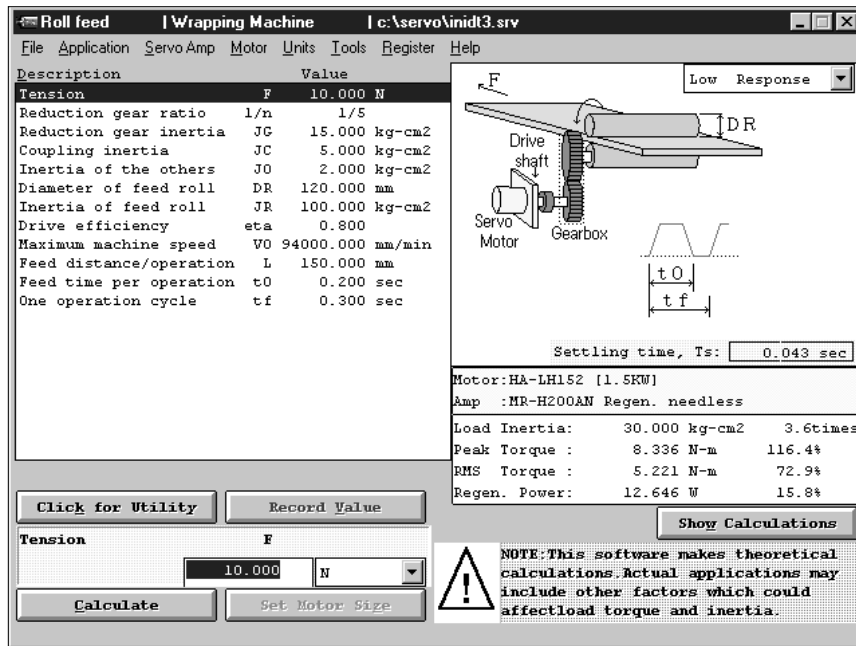 Roll feed | Wrapping Machine | c:\servo\inidt3.srv
File Application Servo Amp Motor Units Tools Register Help
Description Value
Tension F 10.000 N
Reduction gear ratio 1/n 1/5
Reduction gear inertia JG 15.000 kg-cm2
Coupling inertia JC 5.000 kg-cm2
Inertia of the others JO 2.000 kg-cm2
Diameter of feed roll DR 120.000 mm
Inertia of feed roll JR 100.000 kg-cm2
Drive efficiency eta 0.800
Maximum machine speed V0 94000.000 mm/min
Feed distance/operation L 150.000 mm
Feed time per operation t0 0.200 sec
One operation cycle tf 0.300 sec
Low Response
F
DR
Drive
shaft
Servo
Motor
Gearbox
t0
tf
Settling time, Ts: 0.043 sec
Motor:HA-LH152 [1.5KW]
Amp :MR-H200AN Regen. needless
Load Inertia: 30.000 kg-cm2 3.6times
Peak Torque : 8.336 N-m 116.4%
RMS Torque : 5.221 N-m 72.9%
Regen. Power: 12.646 W 15.8%
Click for Utility Record Value
Show Calculations
Tension F
10.000 N
Calculate Set Motor Size
NOTE:This software makes theoretical
calculations.Actual applications may
include other factors which could
affectload torque and inertia.